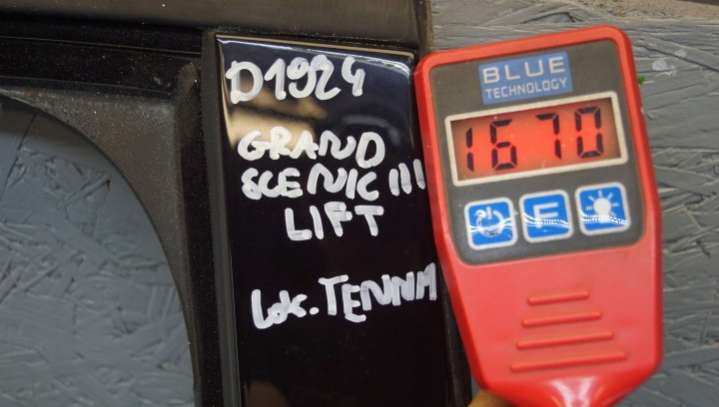 D1924
GRAND
SCENIC III
LIFT
Lak. TENNM
BLUE
TECHNOLOGY
1670
E